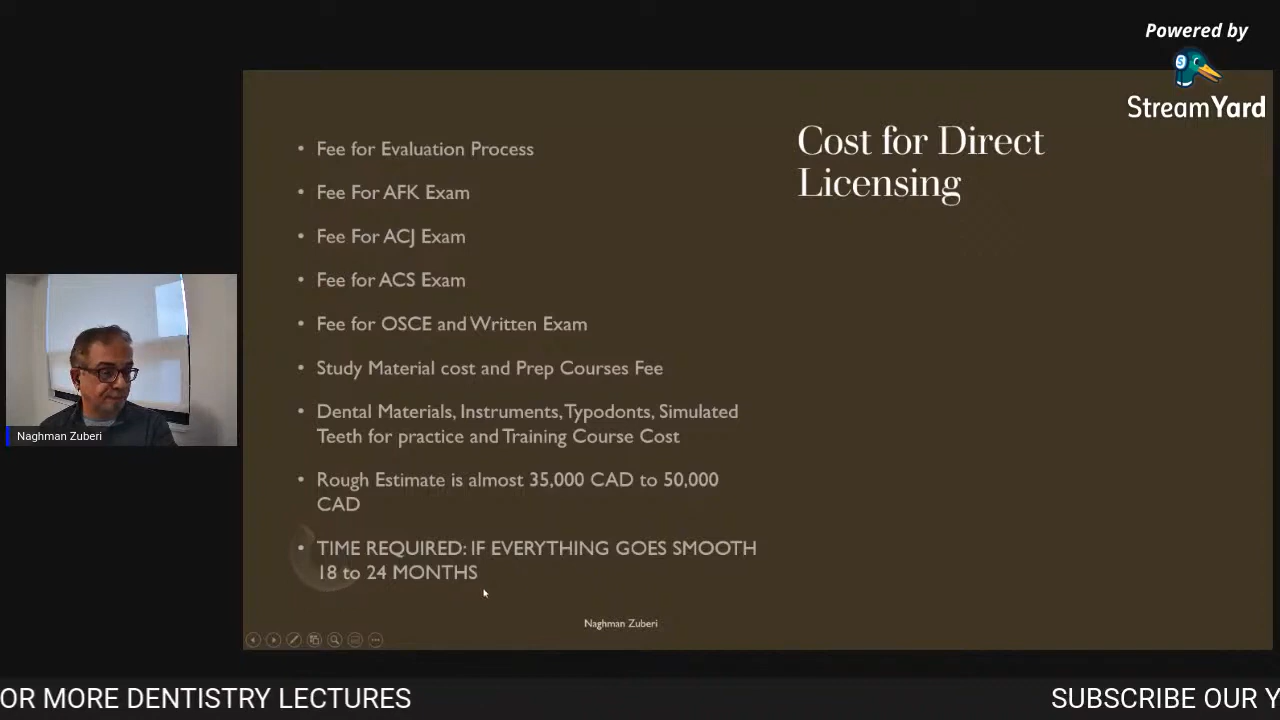 Powered by
StreamYard
Cost for Direct
Licensing
• Fee for Evaluation Process
• Fee For AFK Exam
• Fee For ACJ Exam
• Fee for ACS Exam
• Fee for OSCE and Written Exam
• Study Material cost and Prep Courses Fee
• Dental Materials, Instruments, Typodonts, Simulated
Teeth for practice and Training Course Cost
• Rough Estimate is almost 35,000 CAD to 50,000
CAD
• TIME REQUIRED: IF EVERYTHING GOES SMOOTH
18 to 24 MONTHS
Naghman Zuberi
Naghman Zuberi
OR MORE DENTISTRY LECTURES
SUBSCRIBE OUR Y